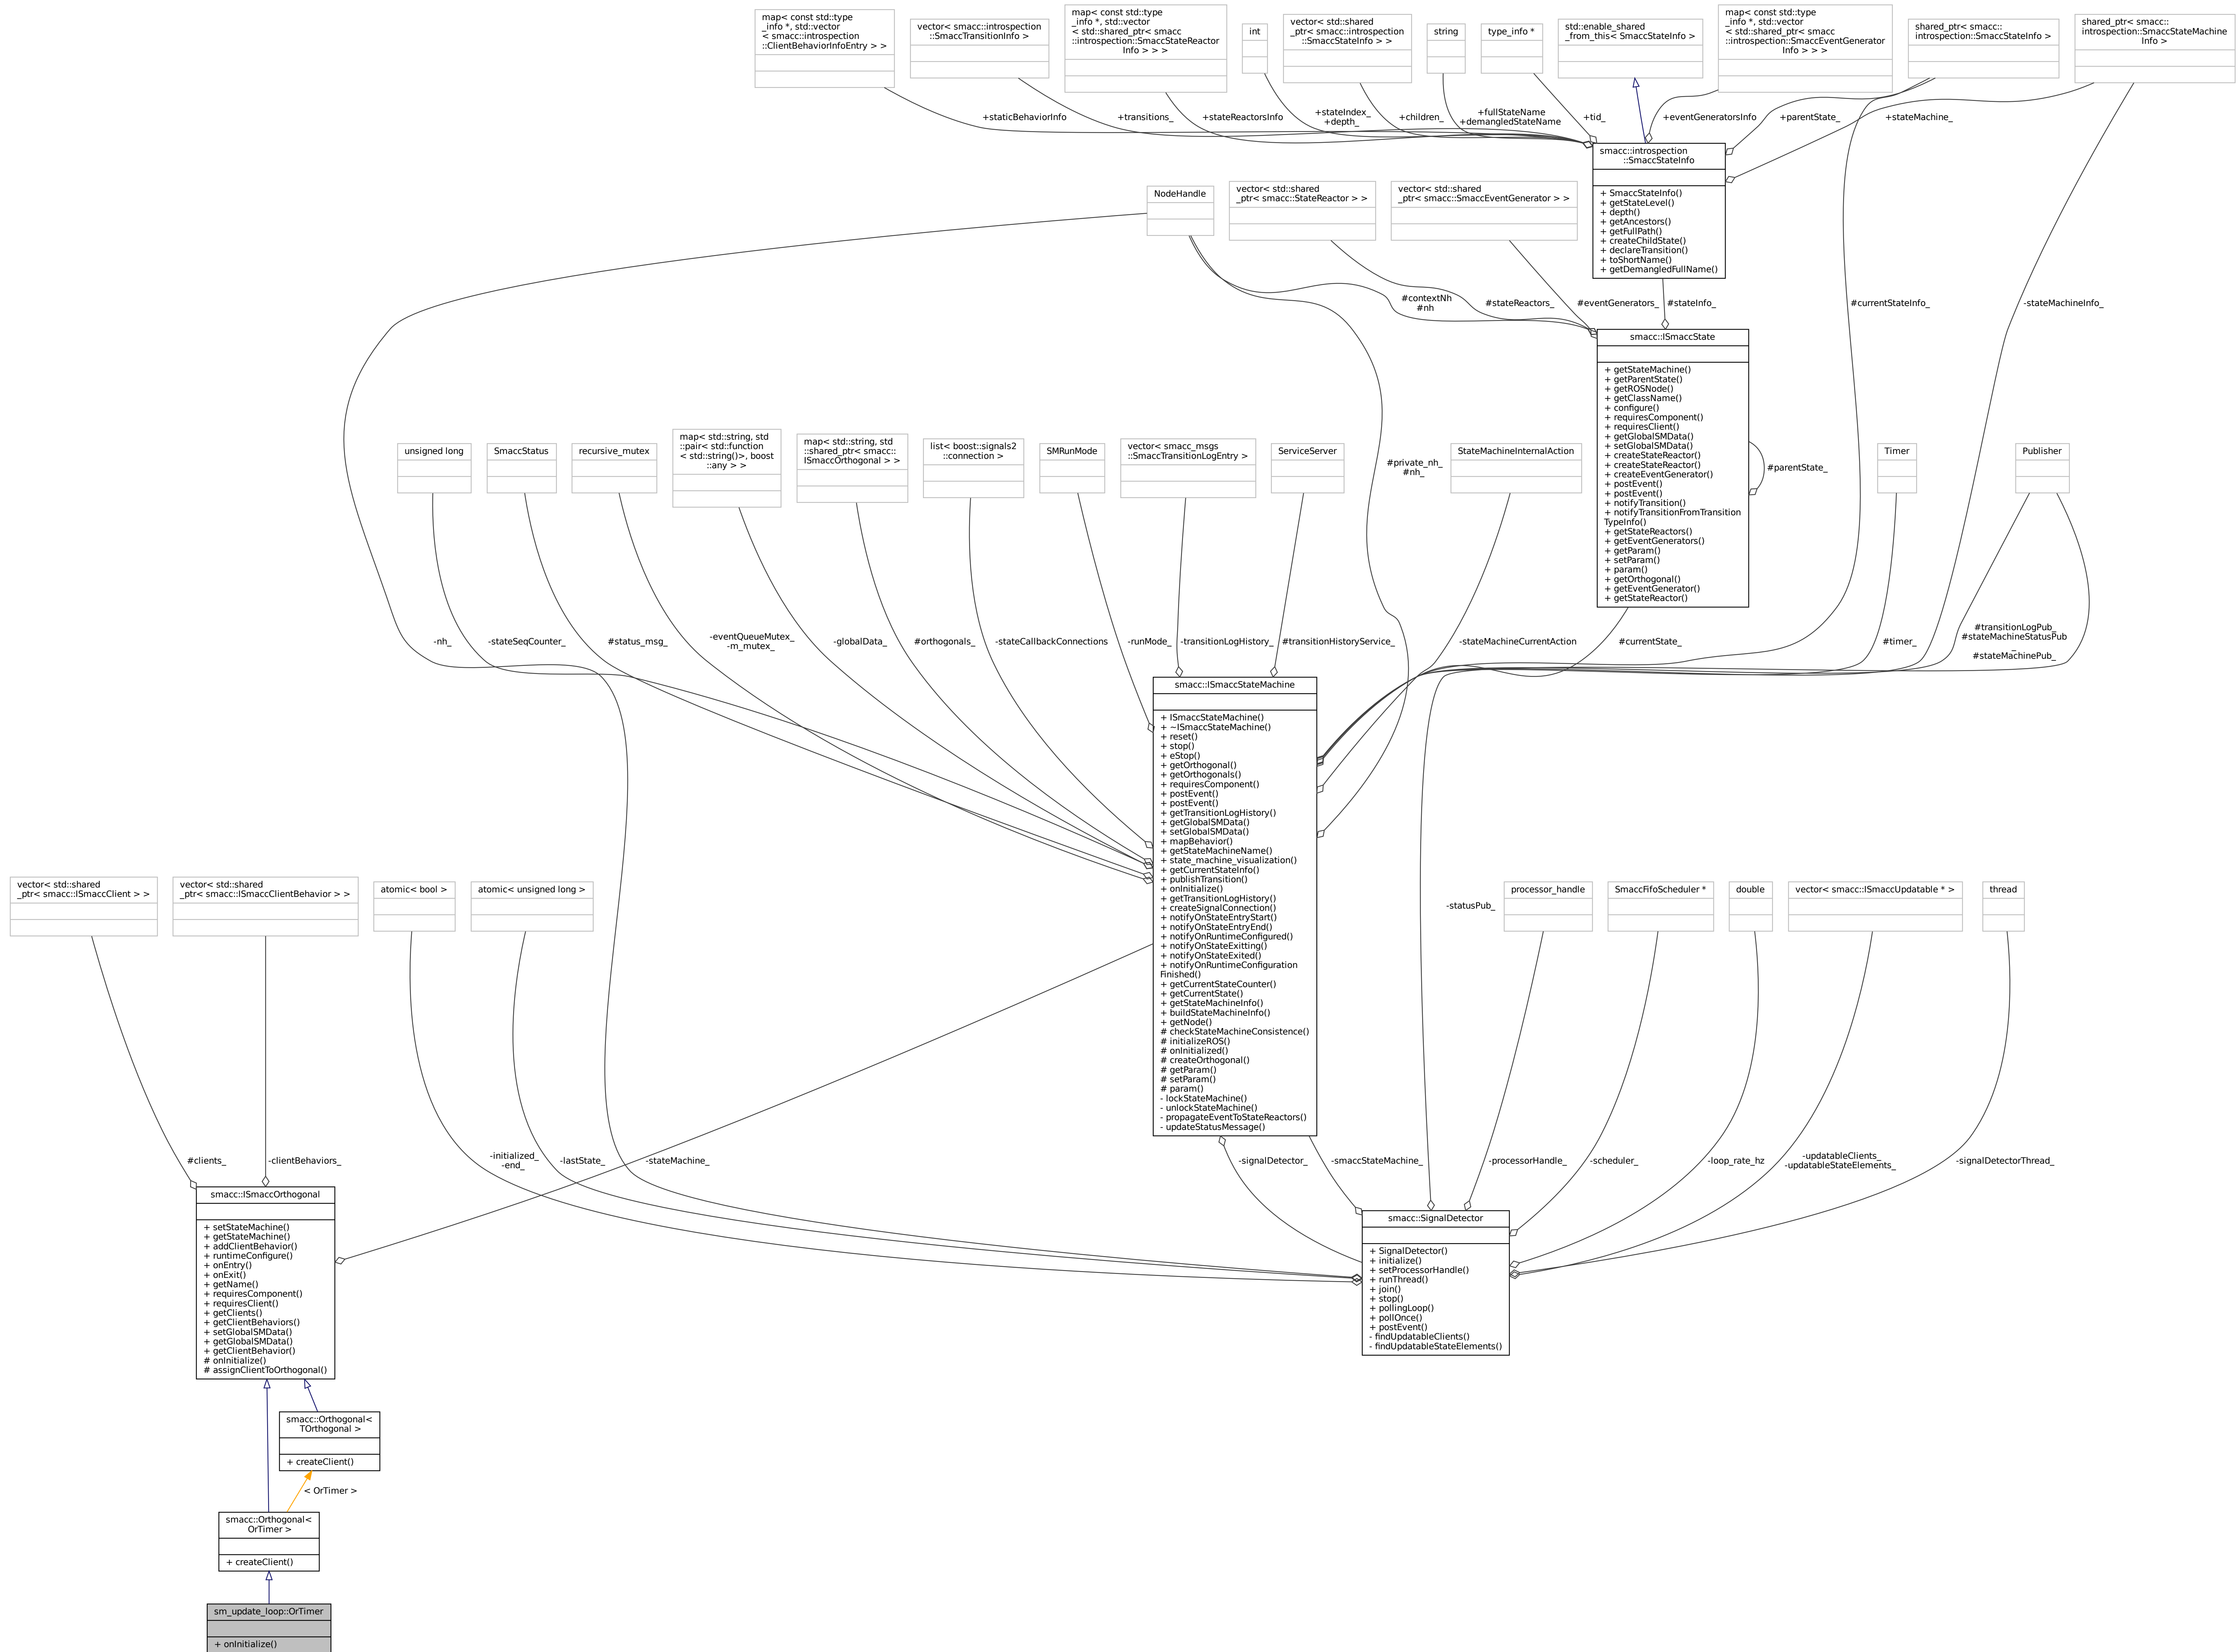 map< const std::type
_info *, std::vector
< smacc::introspection
::ClientBehaviorInfoEntry > >
vector< smacc::introspection
::SmaccTransitionInfo >
map< const std::type
_info *, std::vector
< std::shared_ptr< smacc
::introspection::SmaccStateReactor
Info > > >
int
vector< std::shared
_ptr< smacc::introspection
::SmaccStateInfo > >
string
type_info *
std::enable_shared
_from_this< SmaccStateInfo >
map< const std::type
_info *, std::vector
< std::shared_ptr< smacc
::introspection::SmaccEventGenerator
Info > > >
shared_ptr< smacc::
introspection::SmaccStateInfo >
shared_ptr< smacc::
introspection::SmaccStateMachine
Info >
+staticBehaviorInfo
+transitions_
+stateReactorsInfo
+stateIndex_
+depth_
+children_
+fullStateName
+demangledStateName
+tid_
+eventGeneratorsInfo
+parentState_
+stateMachine_
smacc::introspection
::SmaccStateInfo
+ SmaccStateInfo()
+ getStateLevel()
+ depth()
+ getAncestors()
+ getFullPath()
+ createChildState()
+ declareTransition()
+ toShortName()
+ getDemangledFullName()
NodeHandle
vector< std::shared
_ptr< smacc::StateReactor > >
vector< std::shared
_ptr< smacc::SmaccEventGenerator > >
#contextNh
#nh
#stateReactors_
#eventGenerators_
#stateInfo_
#currentStateInfo_
-stateMachineInfo_
smacc::ISmaccState
+ getStateMachine()
+ getParentState()
+ getROSNode()
+ getClassName()
+ configure()
+ requiresComponent()
+ requiresClient()
+ getGlobalSMData()
+ setGlobalSMData()
+ createStateReactor()
+ createStateReactor()
+ createEventGenerator()
+ postEvent()
+ postEvent()
+ notifyTransition()
+ notifyTransitionFromTransition
TypeInfo()
+ getStateReactors()
+ getEventGenerators()
+ getParam()
+ setParam()
+ param()
+ getOrthogonal()
+ getEventGenerator()
+ getStateReactor()
#parentState_
unsigned long
SmaccStatus
recursive_mutex
map< std::string, std
::pair< std::function
< std::string()>, boost
::any > >
map< std::string, std
::shared_ptr< smacc::
ISmaccOrthogonal > >
list< boost::signals2
::connection >
SMRunMode
vector< smacc_msgs
::SmaccTransitionLogEntry >
ServiceServer
#private_nh_
#nh_
StateMachineInternalAction
Timer
Publisher
-nh_
-stateSeqCounter_
#status_msg_
-eventQueueMutex_
-m_mutex_
-globalData_
#orthogonals_
-stateCallbackConnections
-runMode_
-transitionLogHistory_
#transitionHistoryService_
-stateMachineCurrentAction
#currentState_
#timer_
#transitionLogPub_
#stateMachineStatusPub
_
#stateMachinePub_
smacc::ISmaccStateMachine
+ ISmaccStateMachine()
+ ~ISmaccStateMachine()
+ reset()
+ stop()
+ eStop()
+ getOrthogonal()
+ getOrthogonals()
+ requiresComponent()
+ postEvent()
+ postEvent()
+ getTransitionLogHistory()
+ getGlobalSMData()
+ setGlobalSMData()
+ mapBehavior()
+ getStateMachineName()
+ state_machine_visualization()
+ getCurrentStateInfo()
+ publishTransition()
+ onInitialize()
+ getTransitionLogHistory()
+ createSignalConnection()
+ notifyOnStateEntryStart()
+ notifyOnStateEntryEnd()
+ notifyOnRuntimeConfigured()
+ notifyOnStateExitting()
+ notifyOnStateExited()
+ notifyOnRuntimeConfiguration
Finished()
+ getCurrentStateCounter()
+ getCurrentState()
+ getStateMachineInfo()
+ buildStateMachineInfo()
+ getNode()
# checkStateMachineConsistence()
# initializeROS()
# onInitialized()
# createOrthogonal()
# getParam()
# setParam()
# param()
- lockStateMachine()
- unlockStateMachine()
- propagateEventToStateReactors()
- updateStatusMessage()
vector< std::shared
_ptr< smacc::ISmaccClient > >
vector< std::shared
_ptr< smacc::ISmaccClientBehavior > >
atomic< bool >
atomic< unsigned long >
-statusPub_
processor_handle
SmaccFifoScheduler *
double
vector< smacc::ISmaccUpdatable * >
thread
#clients_
-clientBehaviors_
-initialized_
-end_
-lastState_
-stateMachine_
-signalDetector_
-smaccStateMachine_
-processorHandle_
-scheduler_
-loop_rate_hz
-updatableClients_
-updatableStateElements_
-signalDetectorThread_
smacc::ISmaccOrthogonal
+ setStateMachine()
+ getStateMachine()
+ addClientBehavior()
+ runtimeConfigure()
+ onEntry()
+ onExit()
+ getName()
+ requiresComponent()
+ requiresClient()
+ getClients()
+ getClientBehaviors()
+ setGlobalSMData()
+ getGlobalSMData()
+ getClientBehavior()
# onInitialize()
# assignClientToOrthogonal()
smacc::SignalDetector
+ SignalDetector()
+ initialize()
+ setProcessorHandle()
+ runThread()
+ join()
+ stop()
+ pollingLoop()
+ pollOnce()
+ postEvent()
- findUpdatableClients()
- findUpdatableStateElements()
smacc::Orthogonal<
TOrthogonal >
+ createClient()
< OrTimer >
smacc::Orthogonal<
OrTimer >
+ createClient()
sm_update_loop::OrTimer
+ onInitialize()